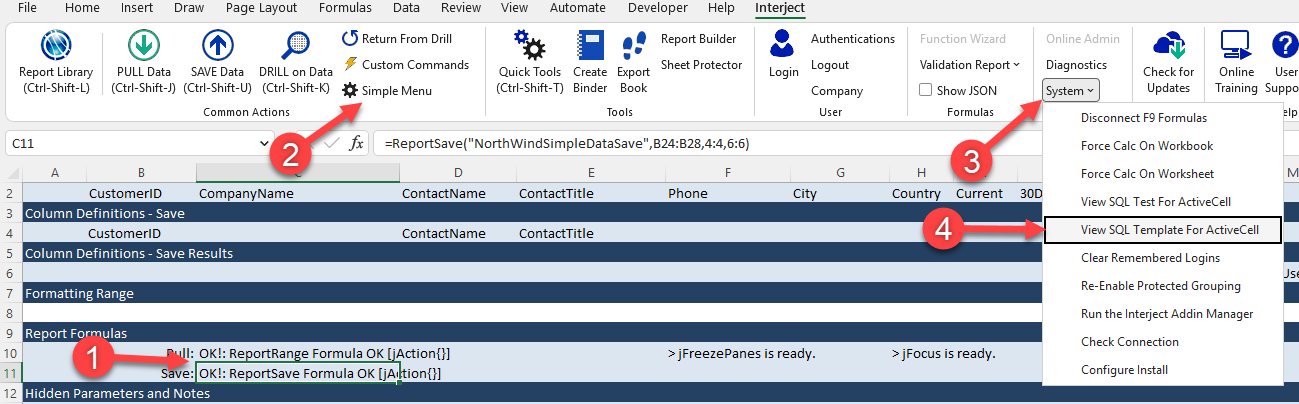 File Home Insert Draw Page Layout Formulas Data Review View Automate Developer Help Interject
Report Library
(Ctrl-Shift-L)
PULL Data
(Ctrl-Shift-J)
SAVE Data
(Ctrl-Shift-U)
DRILL on Data
(Ctrl-Shift-K)
Return From Drill
Custom Commands
Simple Menu
Common Actions
Quick Tools
(Ctrl-Shift-T)
Create
Binder
Export
Book
Report Builder
Sheet Protector
Tools
Login
Authentications
Logout
Company
User
Function Wizard
Validation Report
Show JSON
Formulas
Online Admin
Diagnostics
System
Check for
Updates
Online
Training
User
Suppo
elp
Disconnect F9 Formulas
Force Calc On Workbook
Force Calc On Worksheet
View SQL Test For ActiveCell
View SQL Template For ActiveCell
Clear Remembered Logins
Re-Enable Protected Grouping
Run the Interject Addin Manager
Check Connection
Configure Install
1
2
3
4
C11 fx =ReportSave("NorthWindSimpleDataSave",B24:B28,4:4,6:6)
A B C D E F G H I M
2 CustomerID CompanyName ContactName ContactTitle Phone City Country Current 30D
3 Column Definitions - Save
4 CustomerID ContactName ContactTitle
5 Column Definitions - Save Results
6 Use
7 Formatting Range
8
9 Report Formulas
10 Pull: OK!: ReportRange Formula OK [jAction{}] > jFreezePanes is ready. > jFocus is ready.
11 Save: OK!: ReportSave Formula OK [jAction{}]
12 Hidden Parameters and Notes